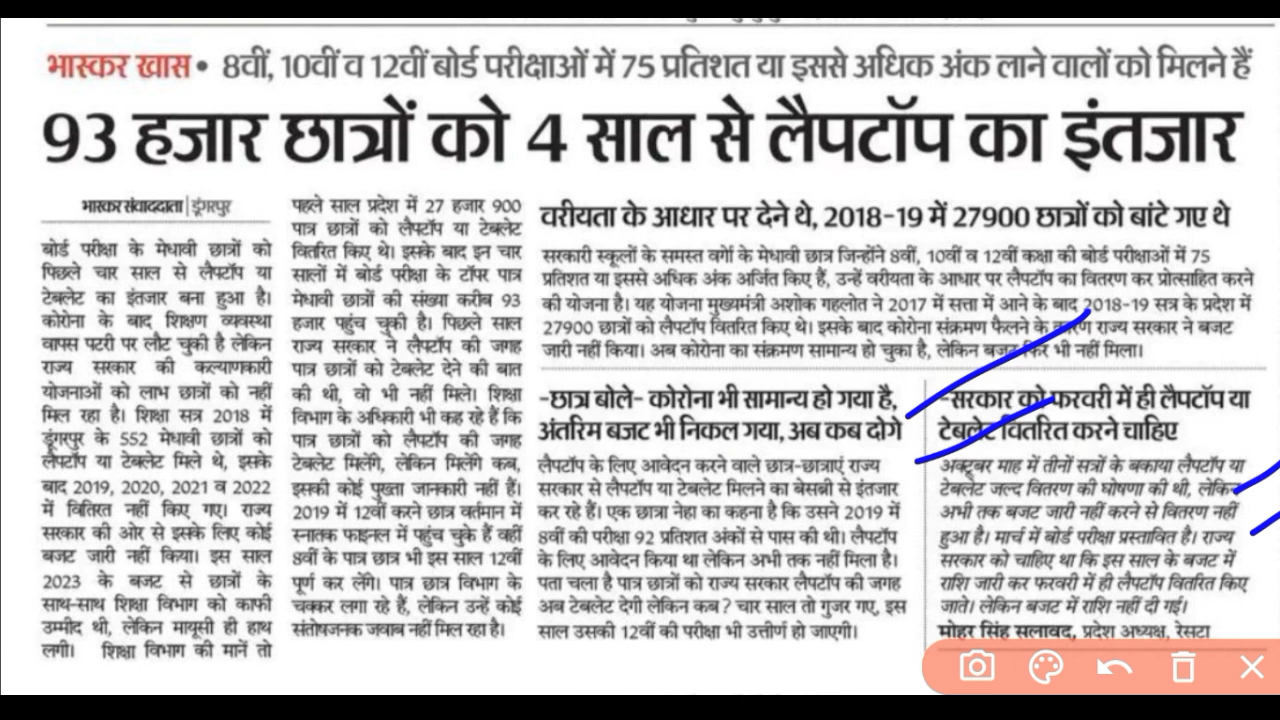 भास्कर खास • 8वीं, 10वीं व 12वीं बोर्ड परीक्षाओं में 75 प्रतिशत या इससे अधिक अंक लाने वालों को मिलने हैं
93 हजार छात्रों को 4 साल से लैपटॉप का इंतजार
भास्कर संवाददाता | डूंगरपुर
बोर्ड परीक्षा के मेधावी छात्रों को
पिछले चार साल से लैपटॉप या
टेबलेट का इंतजार बना हुआ है।
कोरोना के बाद शिक्षण व्यवस्था
वापस पटरी पर लौट चुकी है लेकिन
राज्य सरकार की कल्याणकारी
योजनाओं को लाभ छात्रों को नहीं
मिल रहा है। शिक्षा सत्र 2018 में
डूंगरपुर के 552 मेधावी छात्रों को
लैपटॉप या टेबलेट मिले थे, इसके
बाद 2019, 2020, 2021 व 2022
में वितिरत नहीं किए गए। राज्य
सरकार की ओर से इसके लिए कोई
बजट जारी नहीं किया। इस साल
2023 के बजट से छात्रों के
साथ-साथ शिक्षा विभाग को काफी
उम्मीद थी, लेकिन मायूसी ही हाथ
लगी। शिक्षा विभाग की मानें तो
पहले साल प्रदेश में 27 हजार 900
पात्र छात्रों को लैपटॉप या टेबलेट
वितरित किए थे। इसके बाद इन चार
सालों में बोर्ड परीक्षा के टॉपर पात्र
मेधावी छात्रों की संख्या करीब 93
हजार पहुंच चुकी है। पिछले साल
राज्य सरकार ने लैपटॉप की जगह
पात्र छात्रों को टेबलेट देने की बात
की थी, वो भी नहीं मिले। शिक्षा
विभाग के अधिकारी भी कह रहे हैं कि
पात्र छात्रों को लैपटॉप की जगह
टेबलेट मिलेंगे, लेकिन मिलेंगे कब,
इसकी कोई पुख्ता जानकारी नहीं हैं।
2019 में 12वीं करने छात्र वर्तमान में
स्नातक फाइनल में पहुंच चुके हैं वहीं
8वीं के पात्र छात्र भी इस साल 12वीं
पूर्ण कर लेंगे। पात्र छात्र विभाग के
चक्कर लगा रहे हैं, लेकिन उन्हें कोई
संतोषजनक जवाब नहीं मिल रहा है।
वरीयता के आधार पर देने थे, 2018-19 में 27900 छात्रों को बांटे गए थे
सरकारी स्कूलों के समस्त वर्गों के मेधावी छात्र जिन्होंने 8वीं, 10वीं व 12वीं कक्षा की बोर्ड परीक्षाओं में 75
प्रतिशत या इससे अधिक अंक अर्जित किए हैं, उन्हें वरीयता के आधार पर लैपटॉप का वितरण कर प्रोत्साहित करने
की योजना है। यह योजना मुख्यमंत्री अशोक गहलोत ने 2017 में सत्ता में आने के बाद 2018-19 सत्र के प्रदेश में
27900 छात्रों को लैपटॉप वितरित किए थे। इसके बाद कोरोना संक्रमण फैलने के कारण राज्य सरकार ने बजट
जारी नहीं किया। अब कोरोना का संक्रमण सामान्य हो चुका है, लेकिन बजट फिर भी नहीं मिला।
-छात्र बोले- कोरोना भी सामान्य हो गया है,
अंतरिम बजट भी निकल गया, अब कब दोगे
लैपटॉप के लिए आवेदन करने वाले छात्र-छात्राएं राज्य
सरकार से लैपटॉप या टेबलेट मिलने का बेसब्री से इंतजार
कर रहे हैं। एक छात्रा नेहा का कहना है कि उसने 2019 में
8वीं की परीक्षा 92 प्रतिशत अंकों से पास की थी। लैपटॉप
के लिए आवेदन किया था लेकिन अभी तक नहीं मिला है।
पता चला है पात्र छात्रों को राज्य सरकार लैपटॉप की जगह
अब टेबलेट देगी लेकिन कब? चार साल तो गुजर गए, इस
साल उसकी 12वीं की परीक्षा भी उत्तीर्ण हो जाएगी।
-सरकार को फरवरी में ही लैपटॉप या
टेबलेट वितरित करने चाहिए
अक्टूबर माह में तीनों सत्रों के बकाया लैपटॉप या
टेबलेट जल्द वितरण की घोषणा की थी, लेकिन
अभी तक बजट जारी नहीं करने से वितरण नहीं
हुआ है। मार्च में बोर्ड परीक्षा प्रस्तावित है। राज्य
सरकार को चाहिए था कि इस साल के बजट में
राशि जारी कर फरवरी में ही लैपटॉप वितरित किए
जाते। लेकिन बजट में राशि नहीं दी गई।
मोहर सिंह सलावद, प्रदेश अध्यक्ष, रेसटा